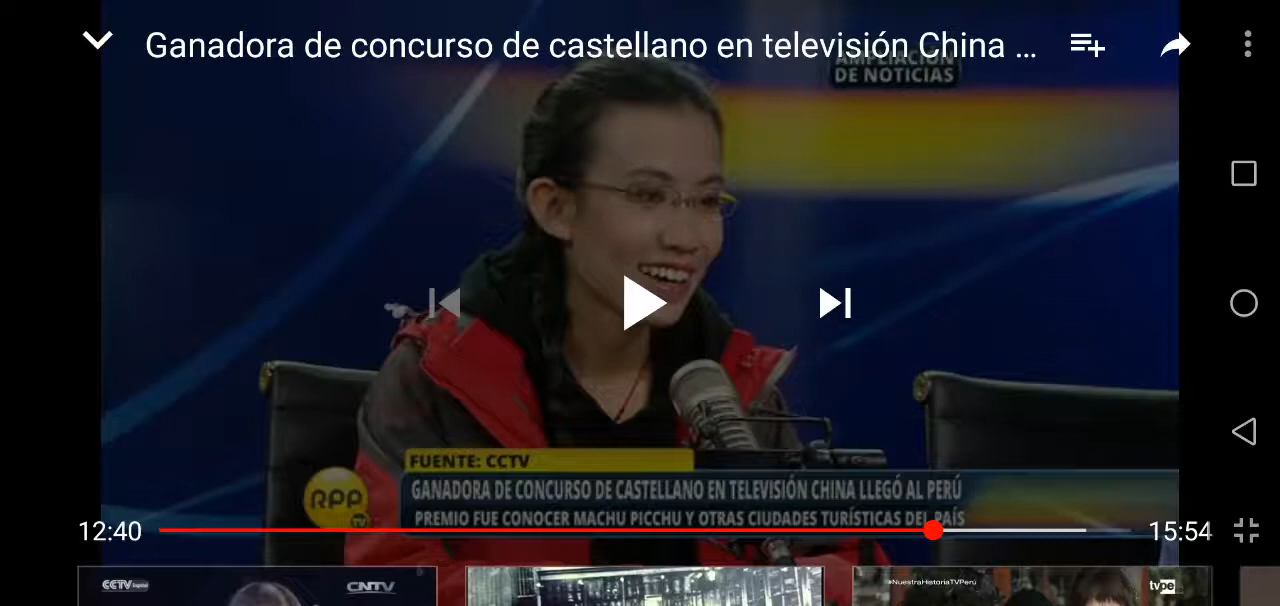 Ganadora de concurso de castellano en televisión China ...
AMPLIACIÓN
DE NOTICIAS
FUENTE: CCTV
RPP
TV
GANADORA DE CONCURSO DE CASTELLANO EN TELEVISIÓN CHINA LLEGÓ AL PERÚ
PREMIO FUE CONOCER MACHU PICCHU Y OTRAS CIUDADES TURÍSTICAS DEL PAÍS
12:40
15:54
CCTV Español
CNTV
#NuestraHistoriaTVPerú
tvpe